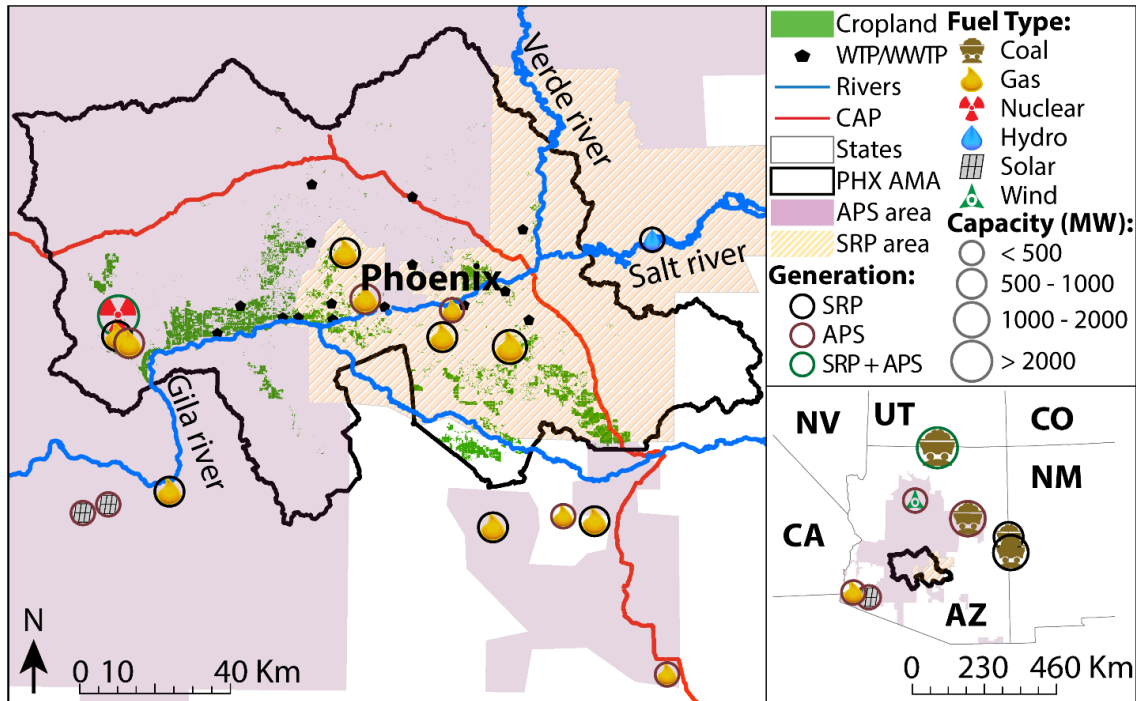 Verde river
Phoenix
Salt river
Gila river
N
0 10 40 Km
Cropland
WTP/WWTP
Rivers
CAP
States
PHX AMA
APS area
SRP area
Generation:
SRP
APS
SRP + APS
Fuel Type:
Coal
Gas
Nuclear
Hydro
Solar
Wind
Capacity (MW):
< 500
500 - 1000
1000 - 2000
> 2000
NV
UT
CO
NM
CA
AZ
0 230 460 Km